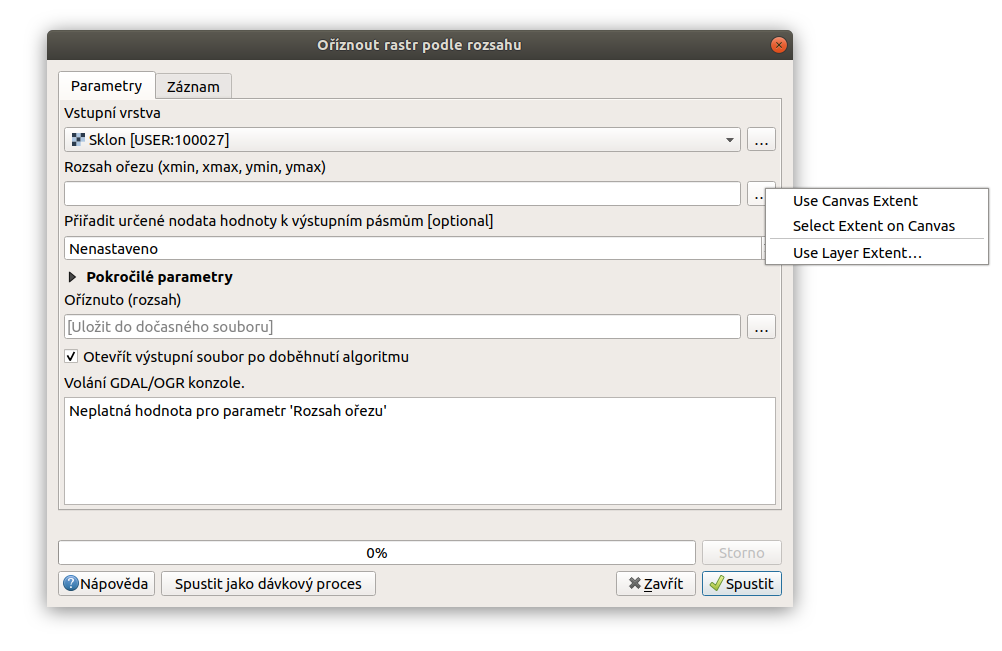 Oříznout rastr podle rozsahu
Parametry
Záznam
Vstupní vrstva
Sklon [USER:100027]
...
Rozsah ořezu (xmin, xmax, ymin, ymax)
..
Use Canvas Extent
Select Extent on Canvas
Use Layer Extent...
Přiřadit určené nodata hodnoty k výstupním pásmům [optional]
Nenastaveno
Pokročilé parametry
Oříznuto (rozsah)
[Uložit do dočasného souboru]
...
Otevřít výstupní soubor po doběhnutí algoritmu
Volání GDAL/OGR konzole.
Neplatná hodnota pro parametr 'Rozsah ořezu'
0%
Storno
Nápověda
Spustit jako dávkový proces
Zavřít
Spustit